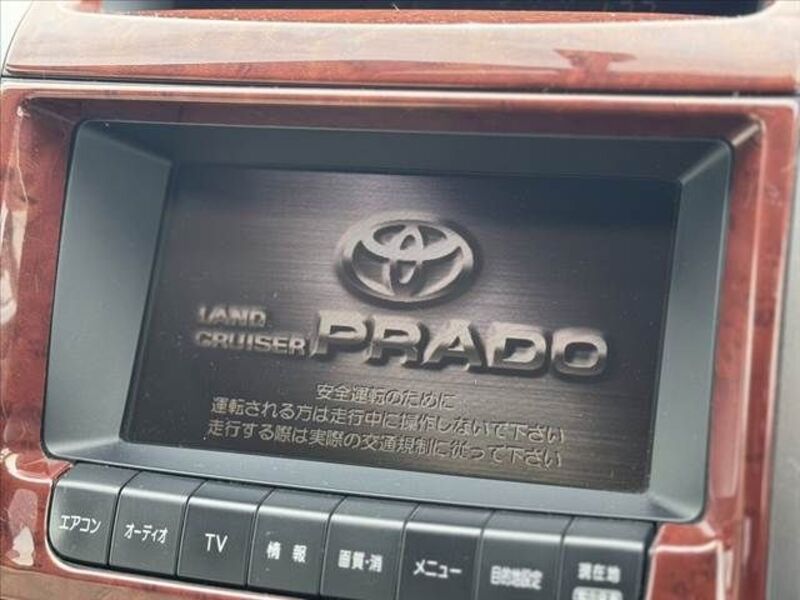 LAND
CRUISER PRADO
安全運転のために
運転される方は走行中に操作しないで下さい
走行する際は実際の交通規制に従って下さい
エアコン
オーディオ
TV
情報
画質・消
メニュー
目的地設定
現在地